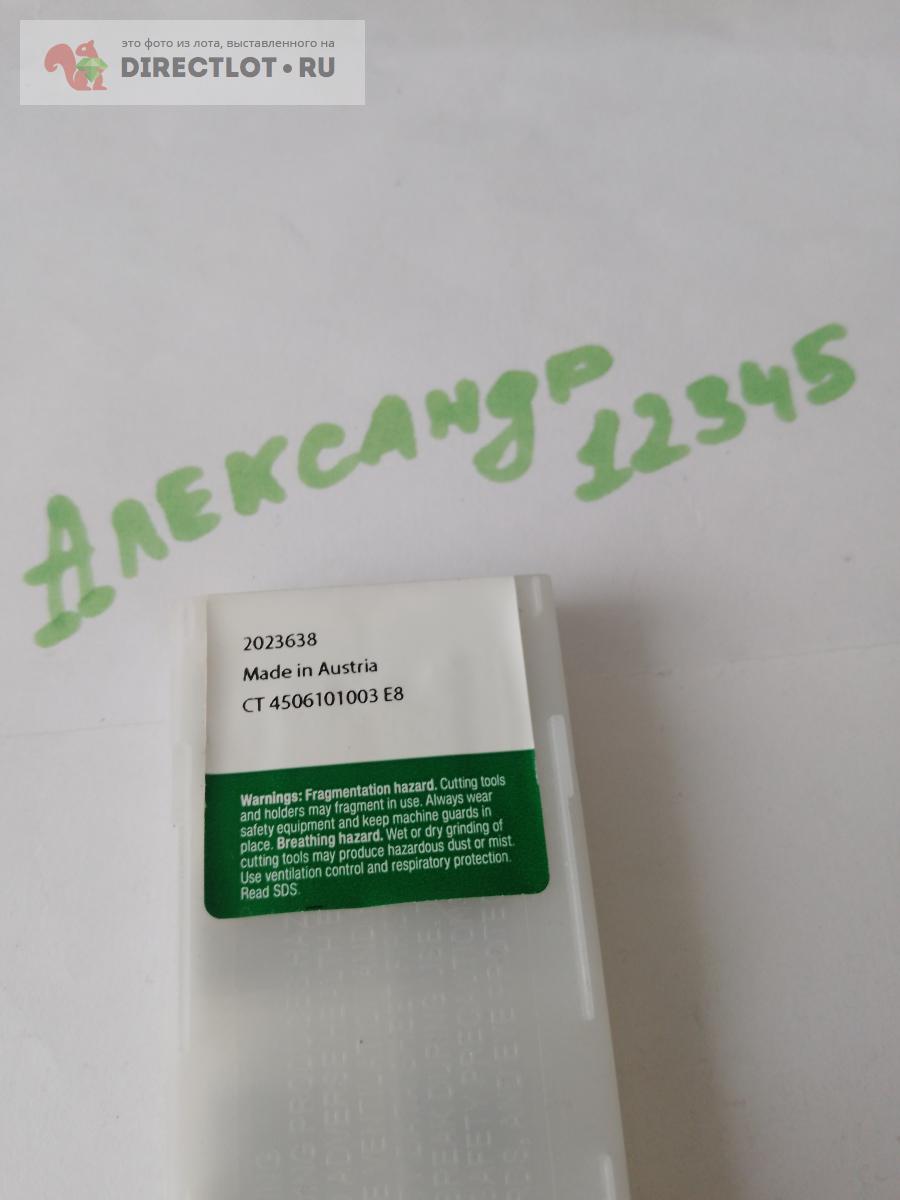 это фото из лота, выставленного на
DIRECTLOT•RU
Александр
12345
2023638
Made in Austria
CT 4506101003 E8
Warnings: Fragmentation hazard. Cutting tools
and holders may fragment in use. Always wear
safety equipment and keep machine guards in
place. Breathing hazard. Wet or dry grinding of
cutting tools may produce hazardous dust or mist.
Use ventilation control and respiratory protection.
Read SDS.